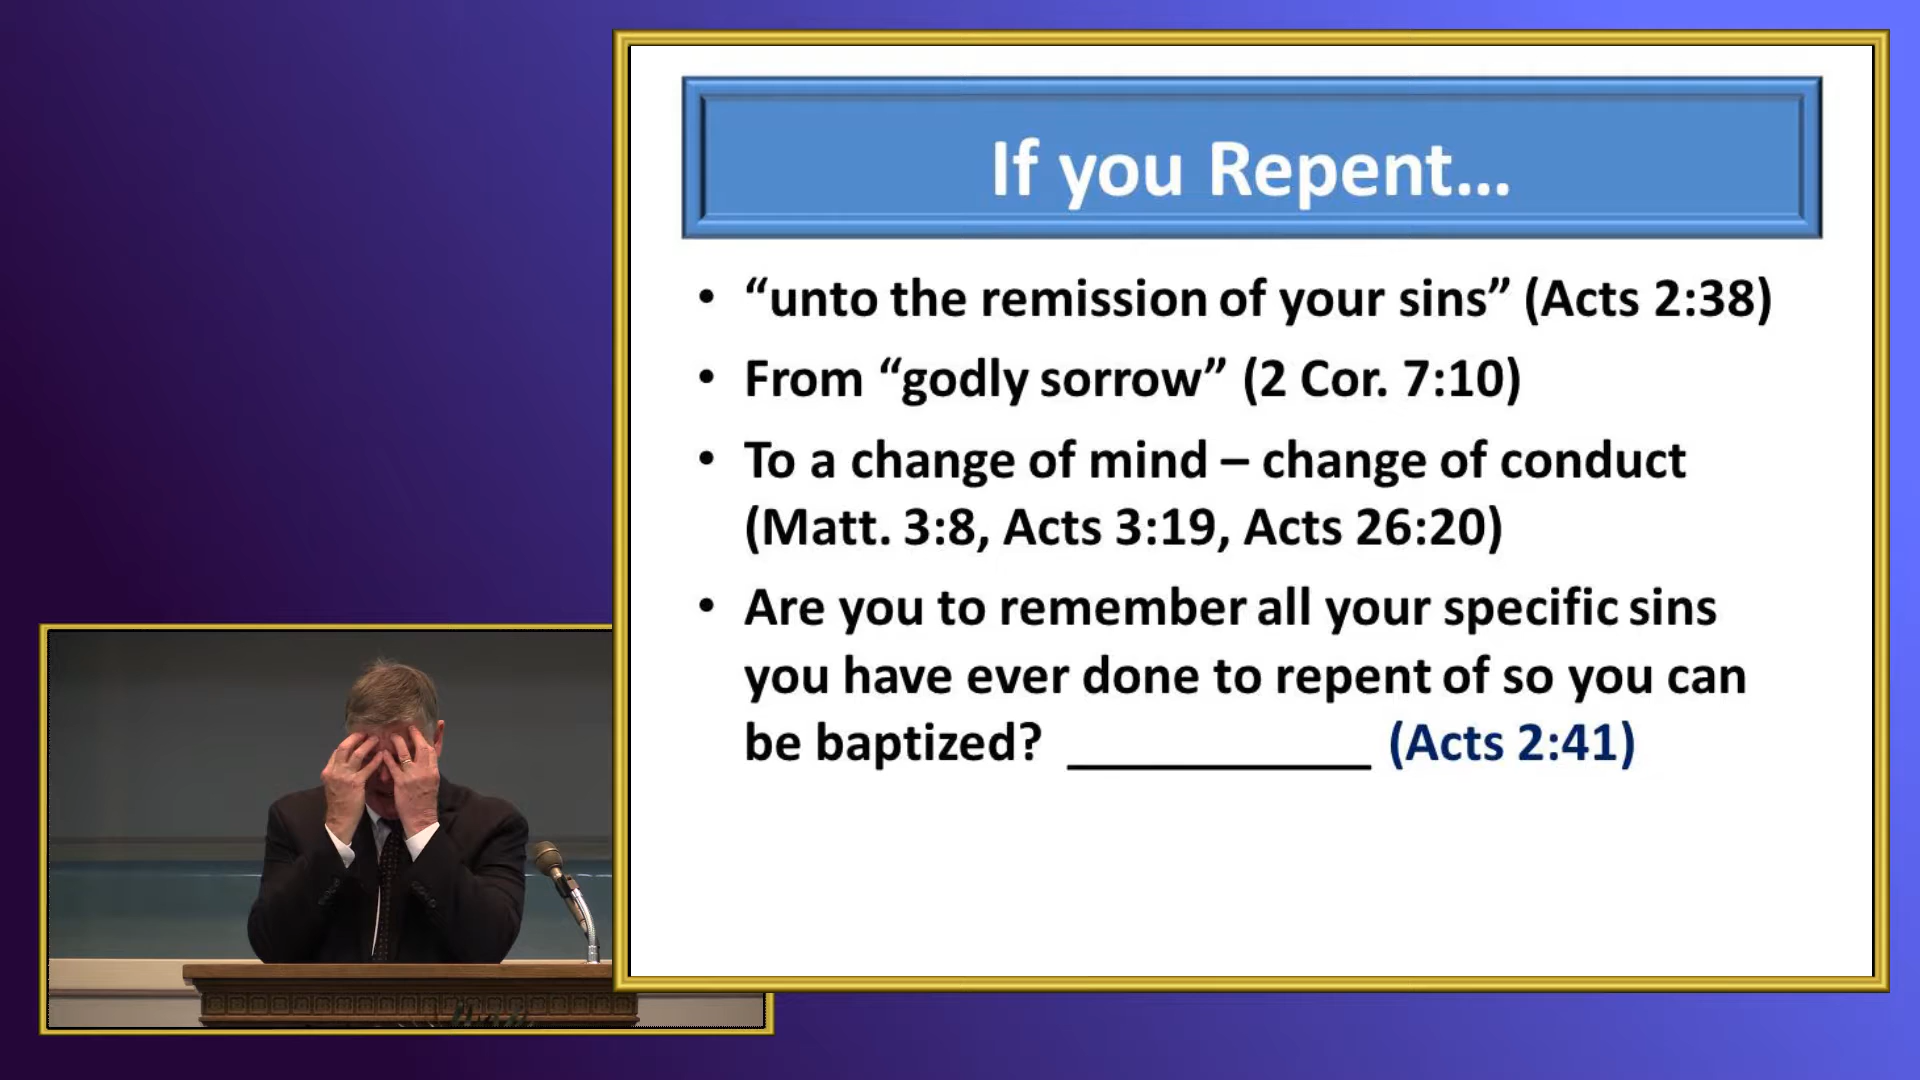 If you Repent...
• “unto the remission of your sins” (Acts 2:38)
• From “godly sorrow” (2 Cor. 7:10)
• To a change of mind – change of conduct
(Matt. 3:8, Acts 3:19, Acts 26:20)
• Are you to remember all your specific sins
you have ever done to repent of so you can
be baptized? ____________ (Acts 2:41)